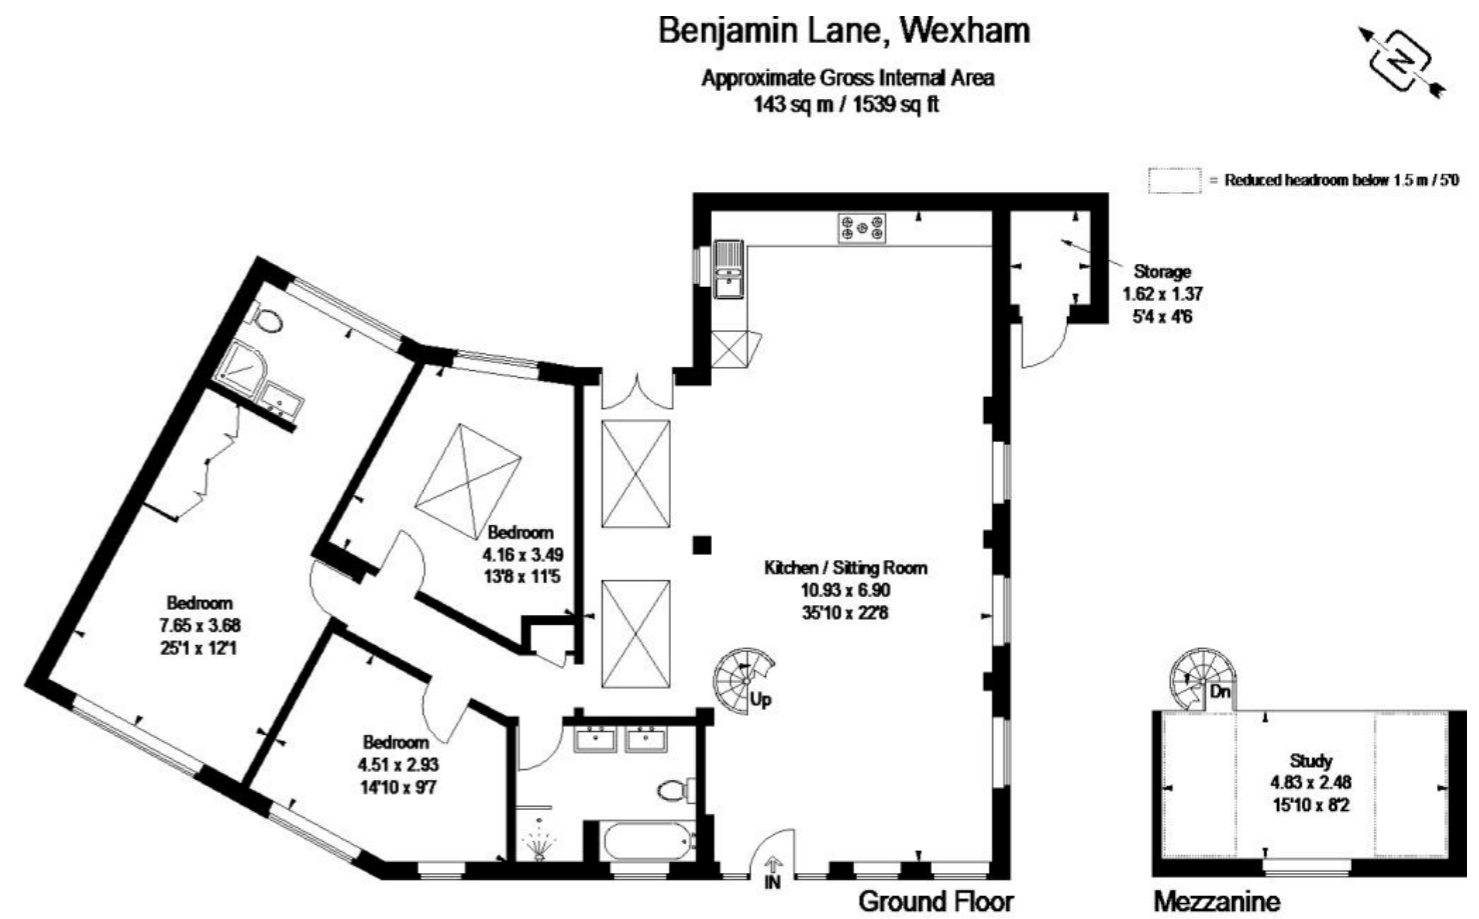 Benjamin Lane, Wexham
Approximate Gross Internal Area
143 sq m / 1539 sq ft
N
= Reduced headroom below 1.5 m / 5'0
Storage
1.62 x 1.37
5'4 x 4'6
Bedroom
4.16 x 3.49
13'8 x 11'5
Kitchen / Sitting Room
10.93 x 6.90
35'10 x 22'8
Bedroom
7.65 x 3.68
25'1 x 12'1
Up
Dn
Bedroom
4.51 x 2.93
14'10 x 9'7
Study
4.83 x 2.48
15'10 x 8'2
IN
Ground Floor
Mezzanine